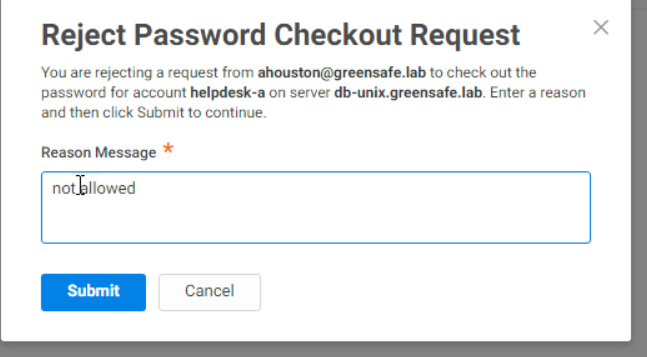 Reject Password Checkout Request
You are rejecting a request from ahouston@greensafe.lab to check out the
password for account helpdesk-a on server db-unix.greensafe.lab. Enter a reason
and then click Submit to continue.
Reason Message *
not allowed
Submit Cancel